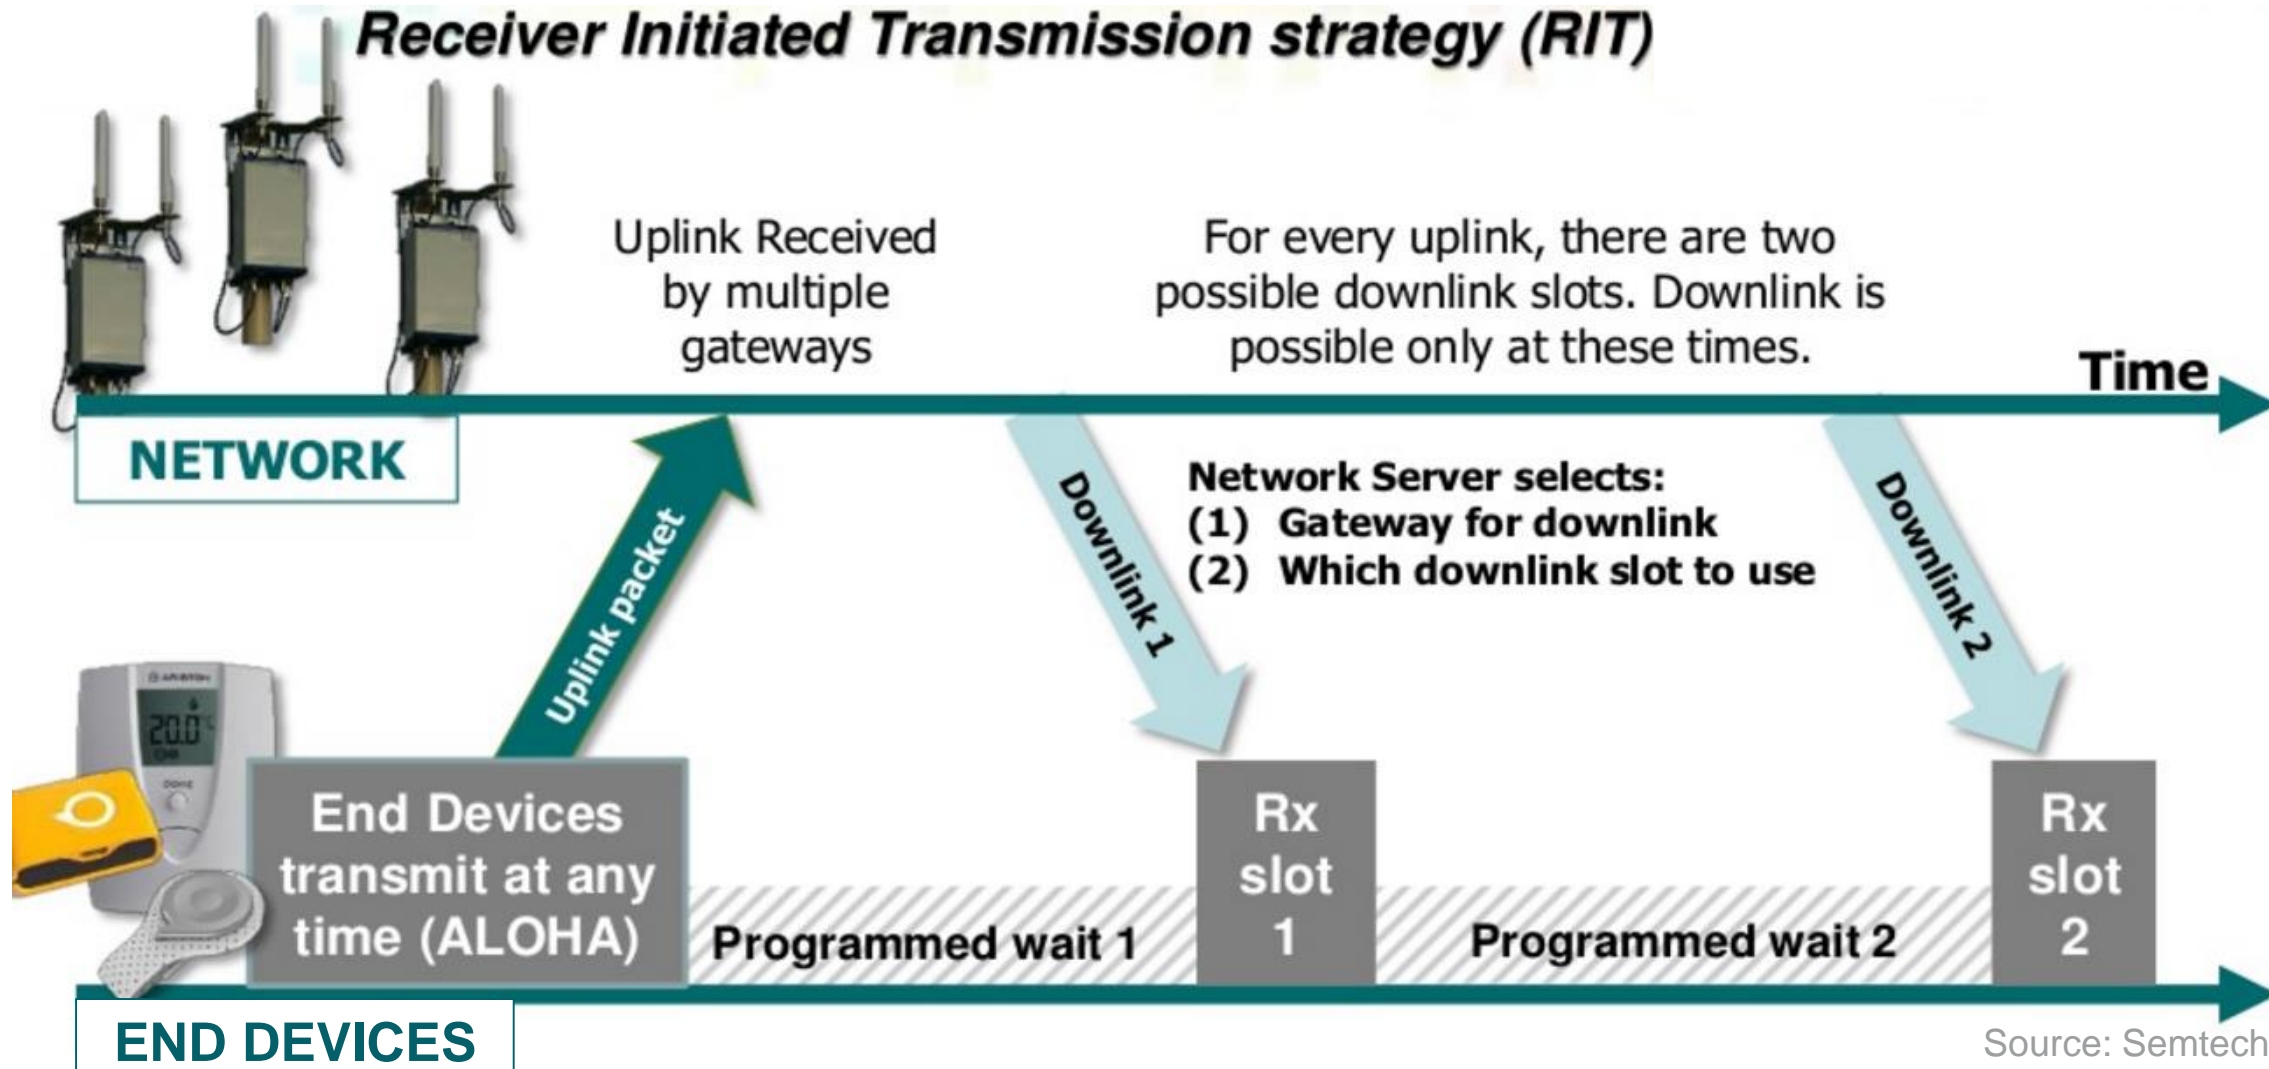 Receiver Initiated Transmission strategy (RIT)
Uplink Received
by multiple
gateways
For every uplink, there are two
possible downlink slots. Downlink is
possible only at these times.
Time
NETWORK
Uplink packet
Downlink 1
Network Server selects:
(1) Gateway for downlink
(2) Which downlink slot to use
Downlink 2
20.0
End Devices
transmit at any
time (ALOHA)
Programmed wait 1
Rx
slot
1
Programmed wait 2
Rx
slot
2
END DEVICES
Source: Semtech